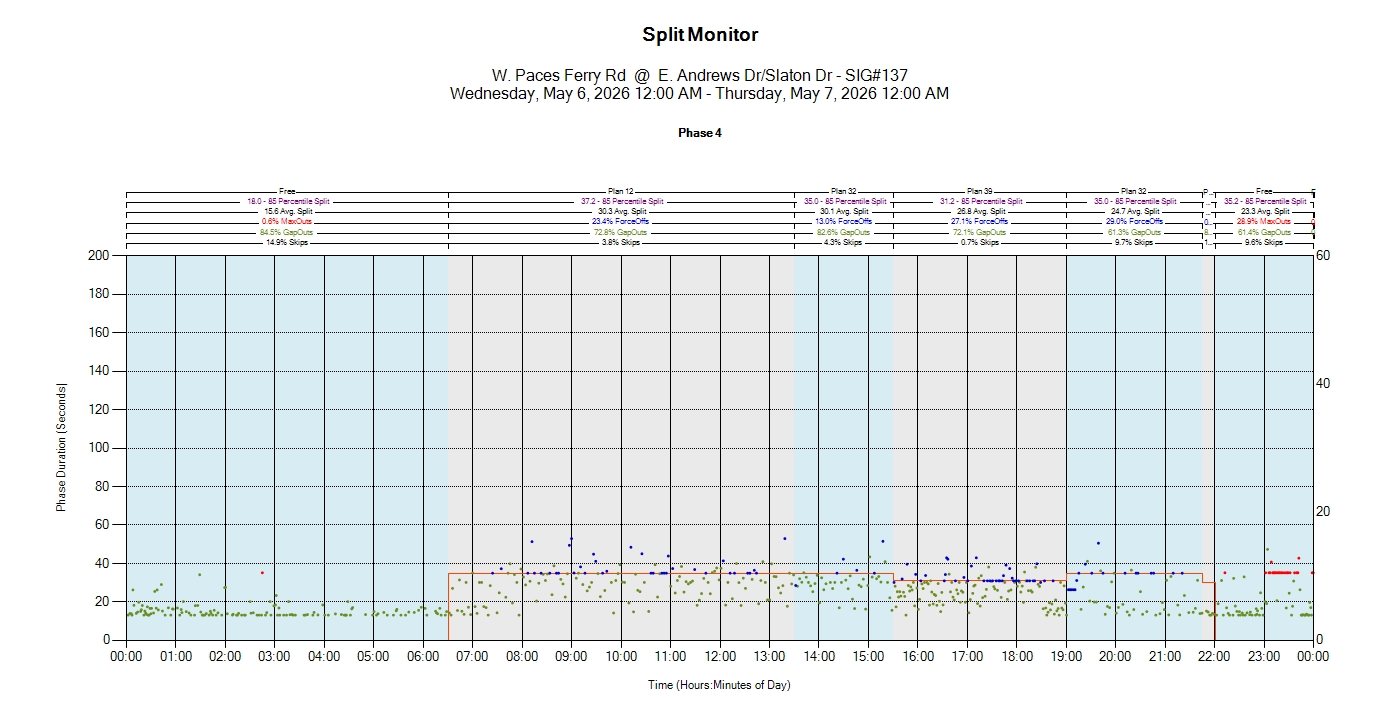 Split Monitor
W. Paces Ferry Rd @ E. Andrews Dr/Slaton Dr - SIG#137
Wednesday, May 6, 2026 12:00 AM - Thursday, May 7, 2026 12:00 AM
Phase 4
Free Plan 12 Plan 32 Plan 39 Plan 32 P... Free F
18.0 - 85 Percentile Split 37.2 - 85 Percentile Split 35.0 - 85 Percentile Split 31.2 - 85 Percentile Split 35.0 - 85 Percentile Split 35.2 - 85 Percentile Split
15.6 Avg. Split 30.3 Avg. Split 30.1 Avg. Split 26.8 Avg. Split 24.7 Avg. Split 23.3 Avg. Split
0.6% MaxOuts 23.4% ForceOffs 13.0% ForceOffs 27.1% ForceOffs 29.0% ForceOffs 0... 28.9% MaxOuts
84.5% GapOuts 72.8% GapOuts 82.6% GapOuts 72.1% GapOuts 61.3% GapOuts 8... 61.4% GapOuts
14.9% Skips 3.8% Skips 4.3% Skips 0.7% Skips 9.7% Skips 1... 9.6% Skips
200 60
180
160
140 40
120
100
80
60 20
40
20
0 0
Phase Duration (Seconds)
00:00 01:00 02:00 03:00 04:00 05:00 06:00 07:00 08:00 09:00 10:00 11:00 12:00 13:00 14:00 15:00 16:00 17:00 18:00 19:00 20:00 21:00 22:00 23:00 00:00
Time (Hours:Minutes of Day)